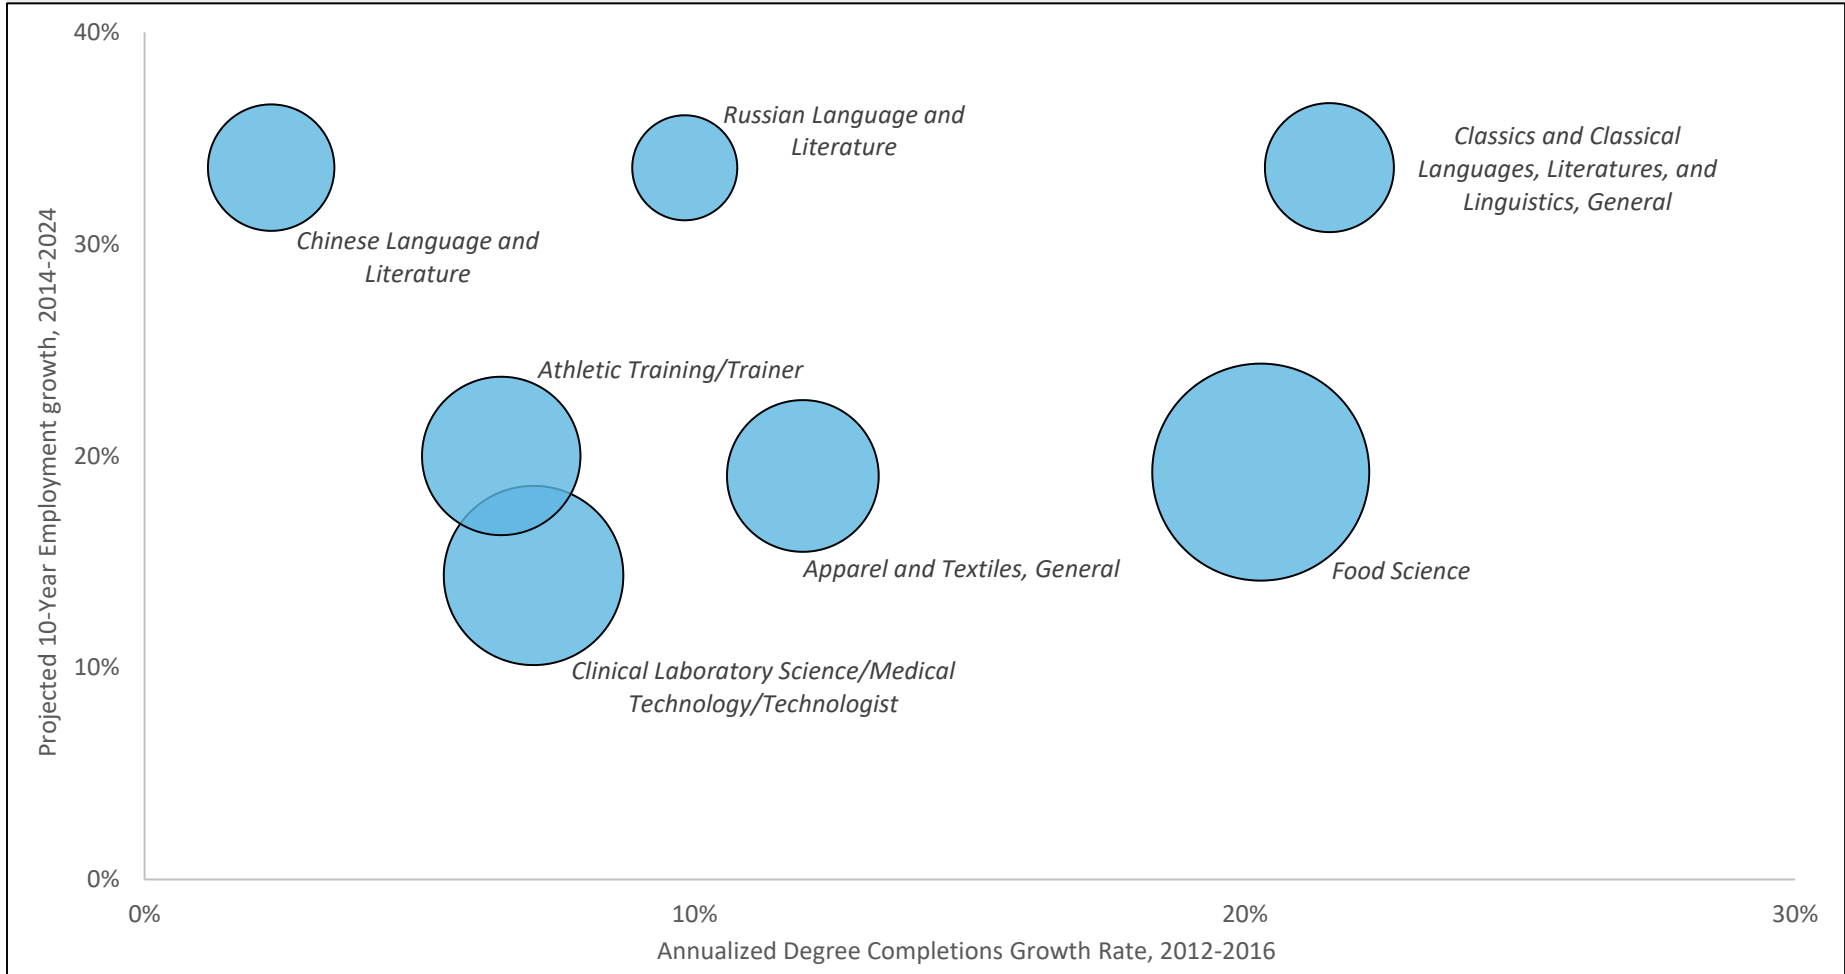 40%
Russian Language and
Literature
Classics and Classical
Languages, Literatures, and
Linguistics, General
30%
Chinese Language and
Literature
Athletic Training/Trainer
20%
Apparel and Textiles, General
Food Science
10%
Clinical Laboratory Science/Medical
Technology/Technologist
0%
Projected 10-Year Employment growth, 2014-2024
0%
10%
20%
30%
Annualized Degree Completions Growth Rate, 2012-2016